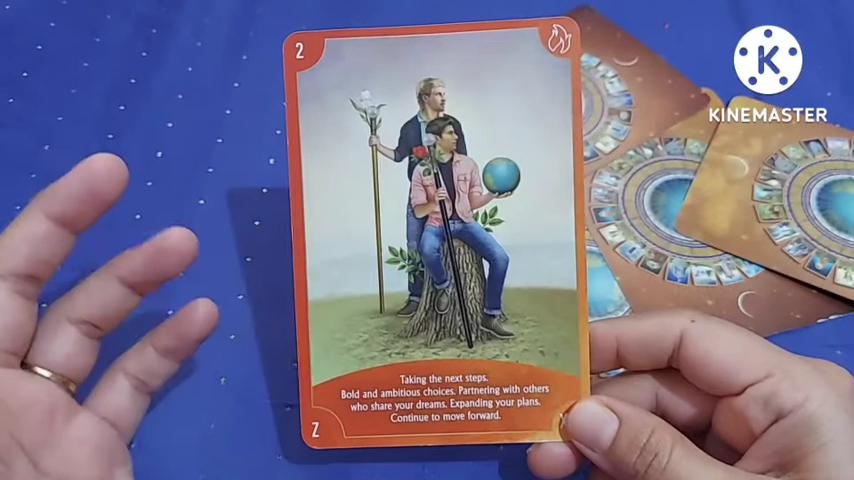 2
K
KINEMASTER
Taking the next steps.
Bold and ambitious choices. Partnering with others
who share your dreams. Expanding your plans.
Continue to move forward.
2